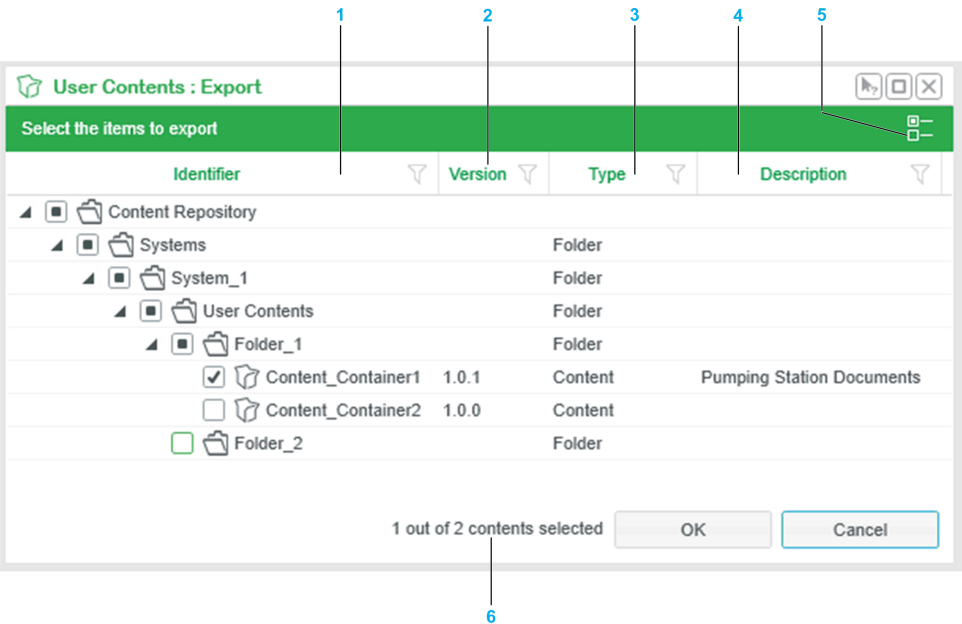 1 2 3 4 5
User Contents : Export
Select the items to export
Identifier Version Type Description
Content Repository
Systems Folder
System_1 Folder
User Contents Folder
Folder_1 Folder
Content_Container1 1.0.1 Content Pumping Station Documents
Content_Container2 1.0.0 Content
Folder_2 Folder
1 out of 2 contents selected OK Cancel
6